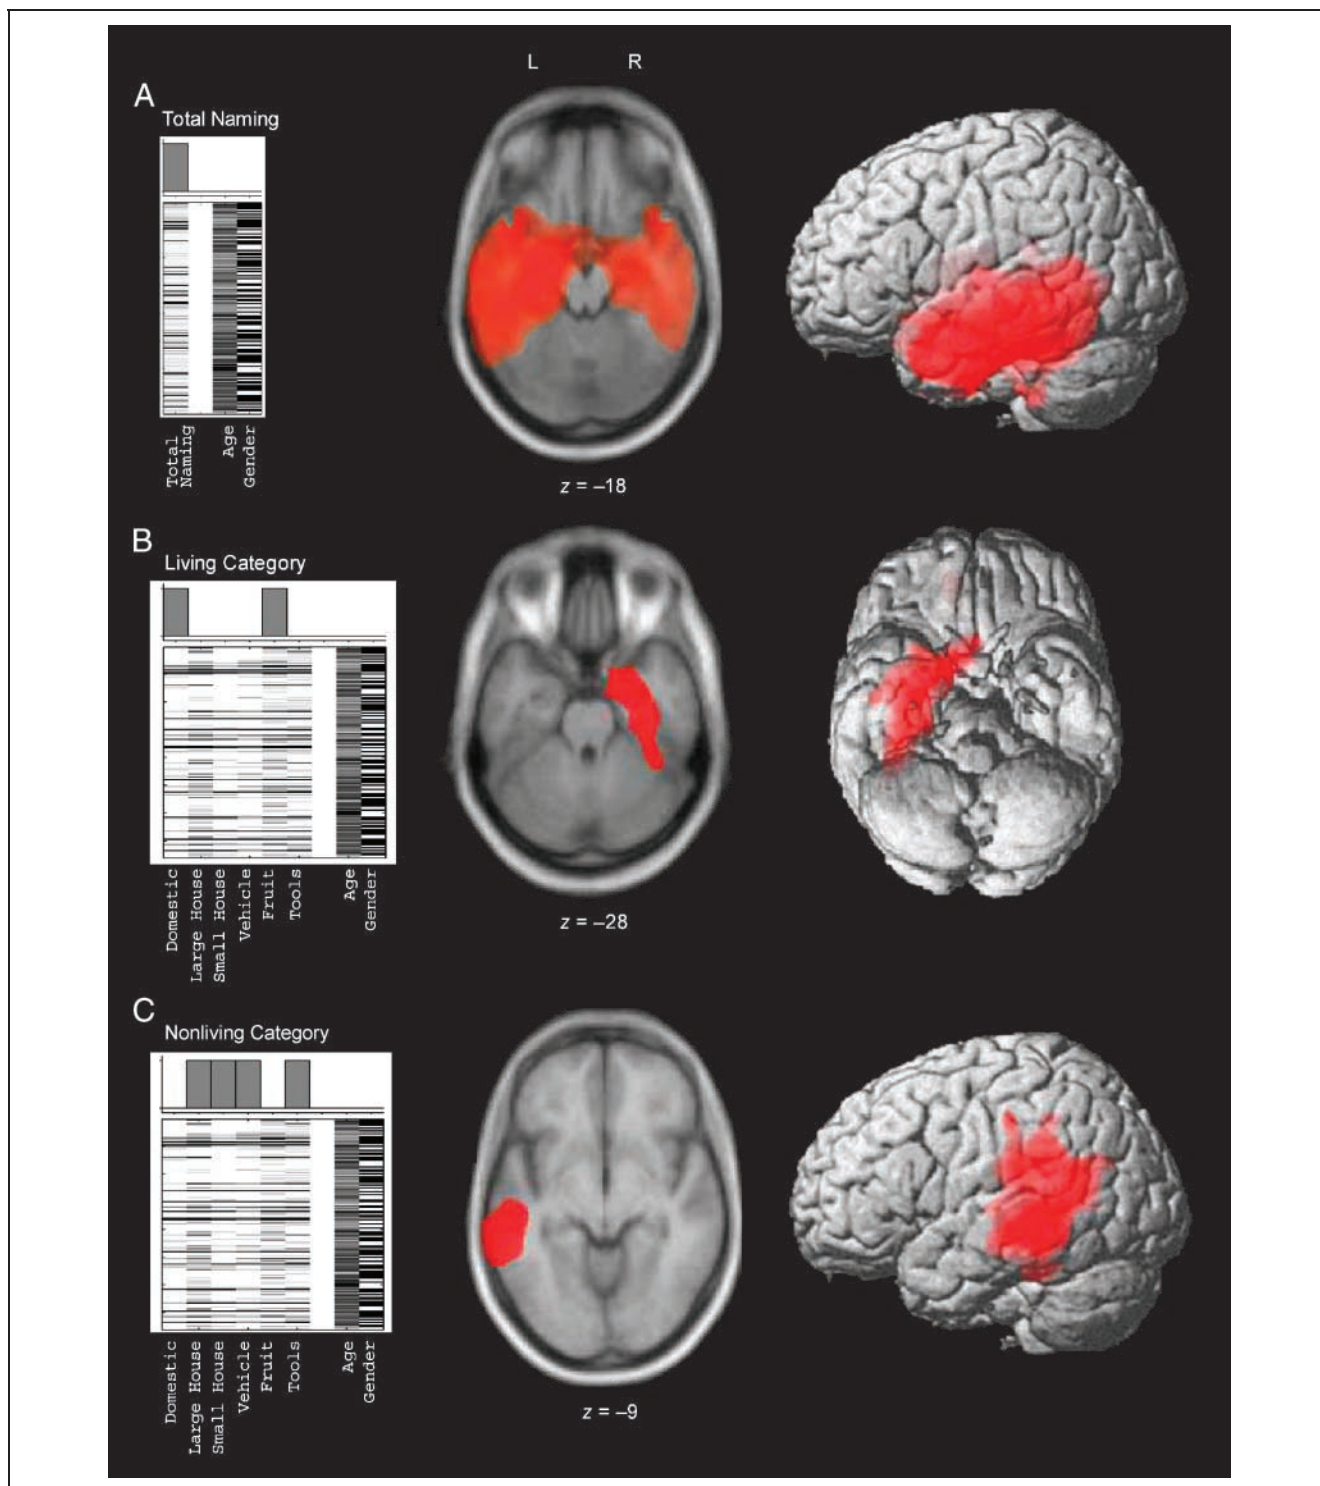 L R
A
Total Naming
Total
Naming
Age
Gender
z = –18
B
Living Category
Domestic
Large House
Small House
Vehicle
Fruit
Tools
Age
Gender
z = –28
C
Nonliving Category
Domestic
Large House
Small House
Vehicle
Fruit
Tools
Age
Gender
z = –9